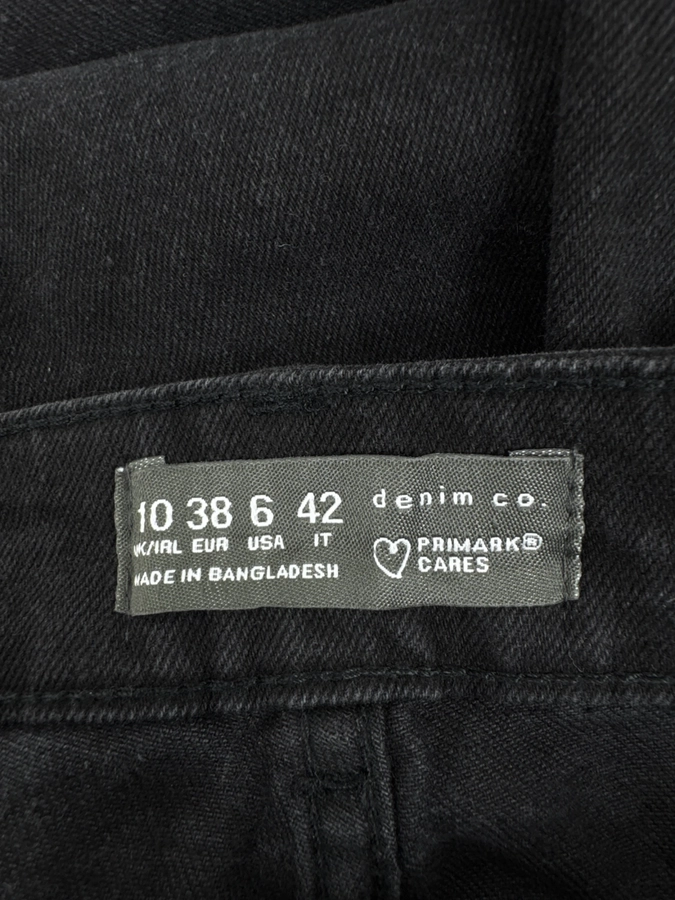 10 38 6 42
UK/IRL EUR USA IT
MADE IN BANGLADESH
denim co.
PRIMARK®
CARES